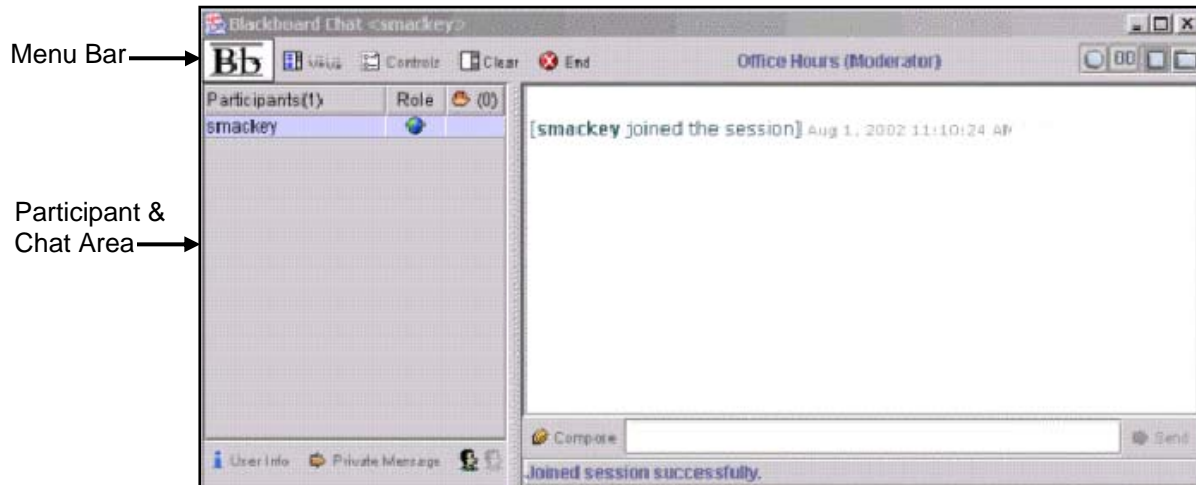 Blackboard Chat <smackey>
Menu Bar
Bb View Controls Clear End Office Hours (Moderator)
Participants(1) Role (0)
smackey
[smackey joined the session] Aug 1, 2002 11:10:24 AM
Participant &
Chat Area
Compose Send
User Info Private Message
Joined session successfully.